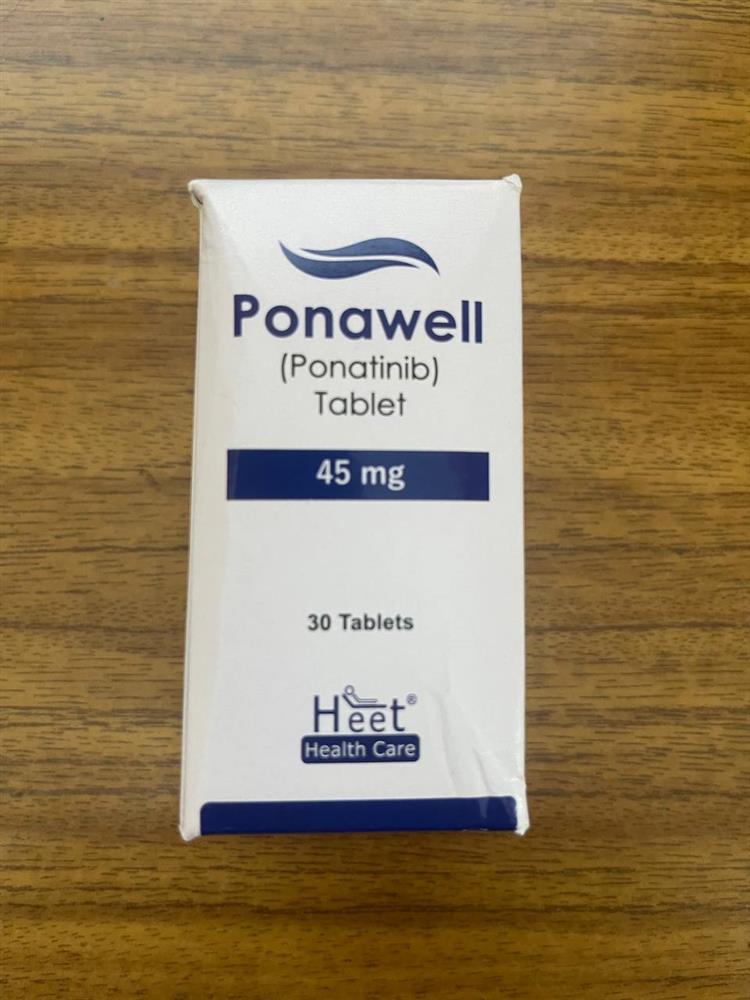 Ponawell
(Ponatinib)
Tablet
45 mg
30 Tablets
Heet®
Health Care